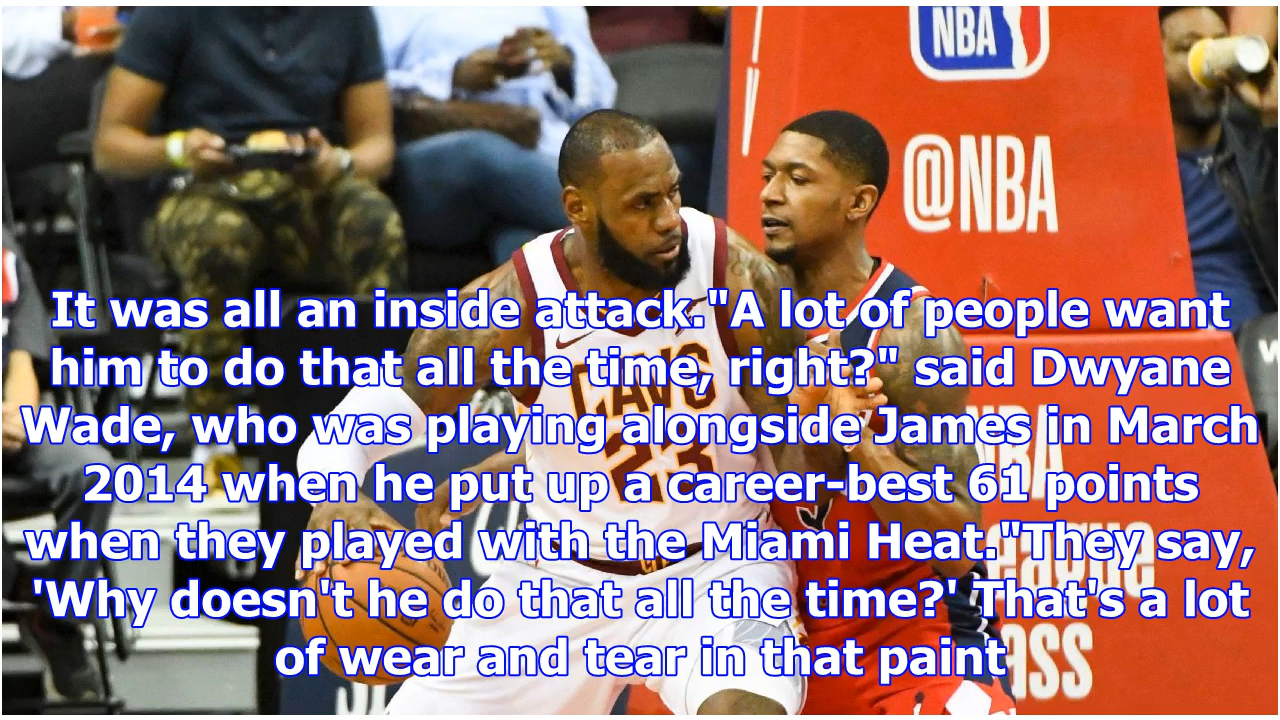 NBA
@NBA
It was all an inside attack."A lot of people want
him to do that all the time, right?" said Dwyane
Wade, who was playing alongside James in March
2014 when he put up a career-best 61 points
when they played with the Miami Heat."They say,
'Why doesn't he do that all the time?' That's a lot
of wear and tear in that paint
CAVS
23
NBA